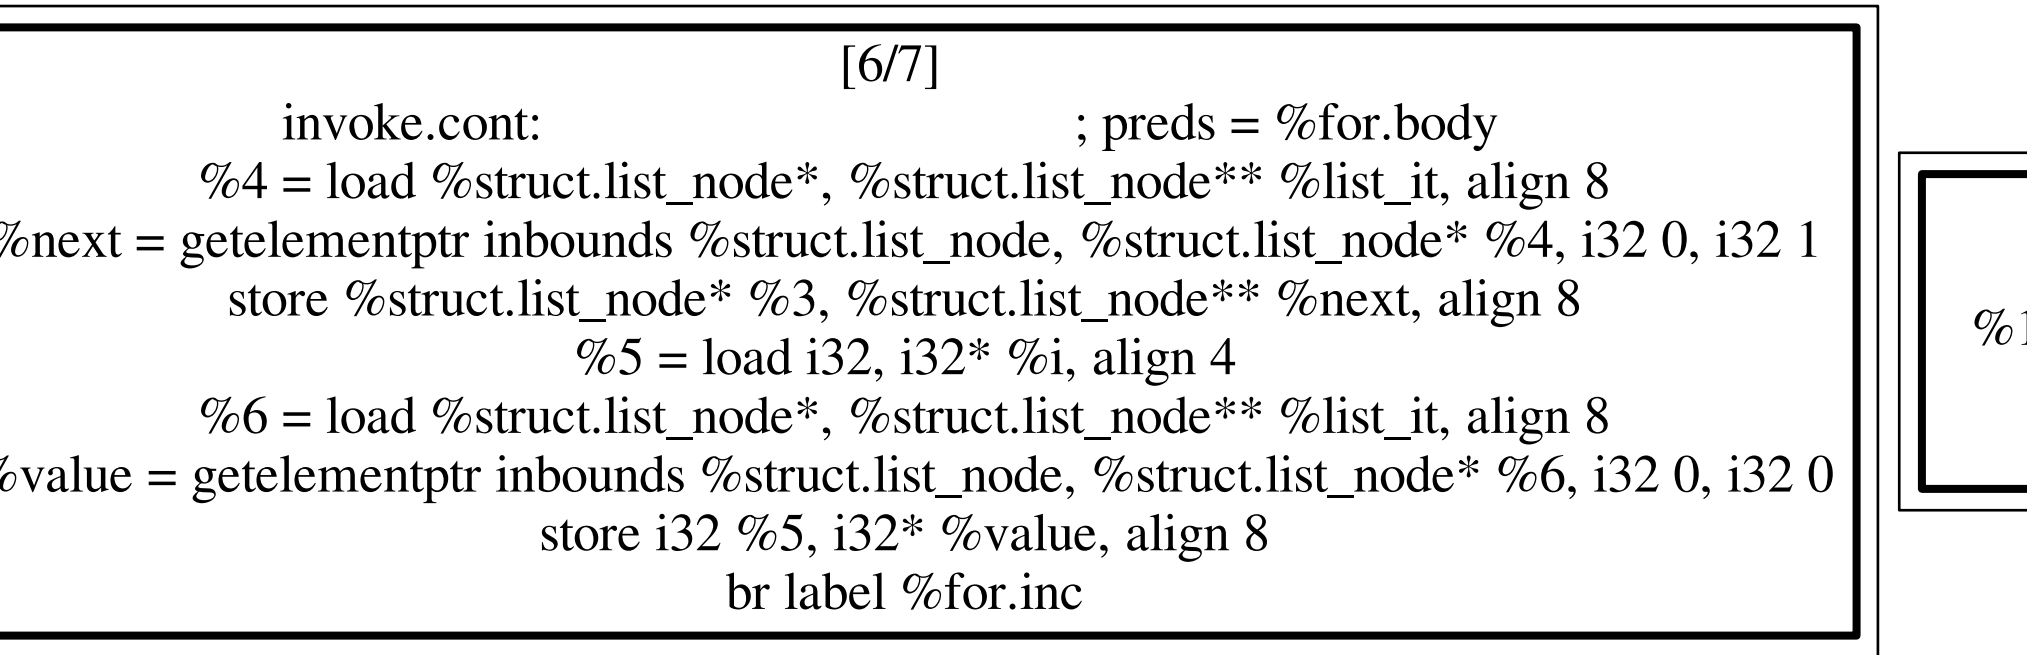 [6/7]
invoke.cont: ; preds = %for.body
%4 = load %struct.list_node*, %struct.list_node** %list_it, align 8
%next = getelementptr inbounds %struct.list_node, %struct.list_node* %4, i32 0, i32 1
store %struct.list_node* %3, %struct.list_node** %next, align 8
%5 = load i32, i32* %i, align 4
%6 = load %struct.list_node*, %struct.list_node** %list_it, align 8
%value = getelementptr inbounds %struct.list_node, %struct.list_node* %6, i32 0, i32 0
store i32 %5, i32* %value, align 8
br label %for.inc